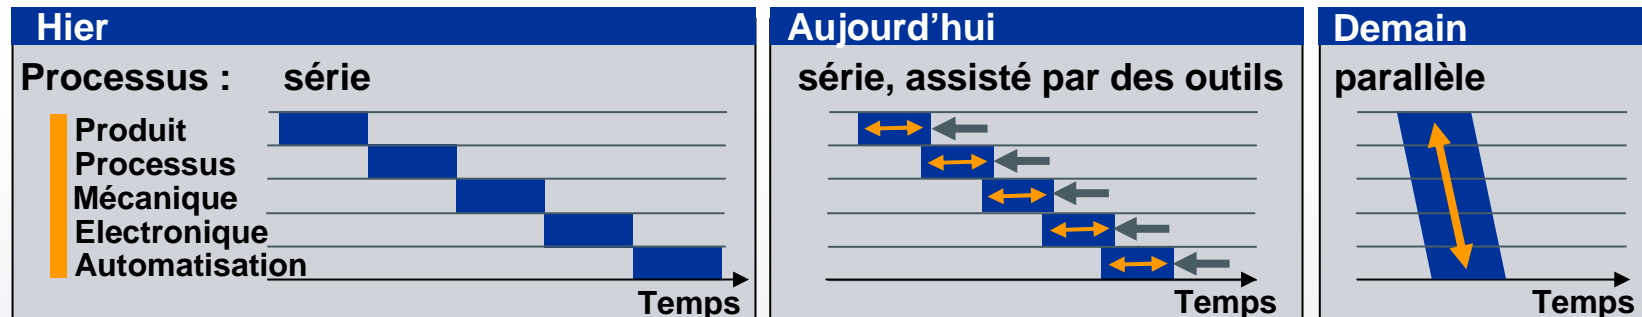 Hier
Processus : série
Produit
Processus
Mécanique
Electronique
Automatisation
Temps
Aujourd’hui
série, assisté par des outils
Temps
Demain
parallèle
Temps